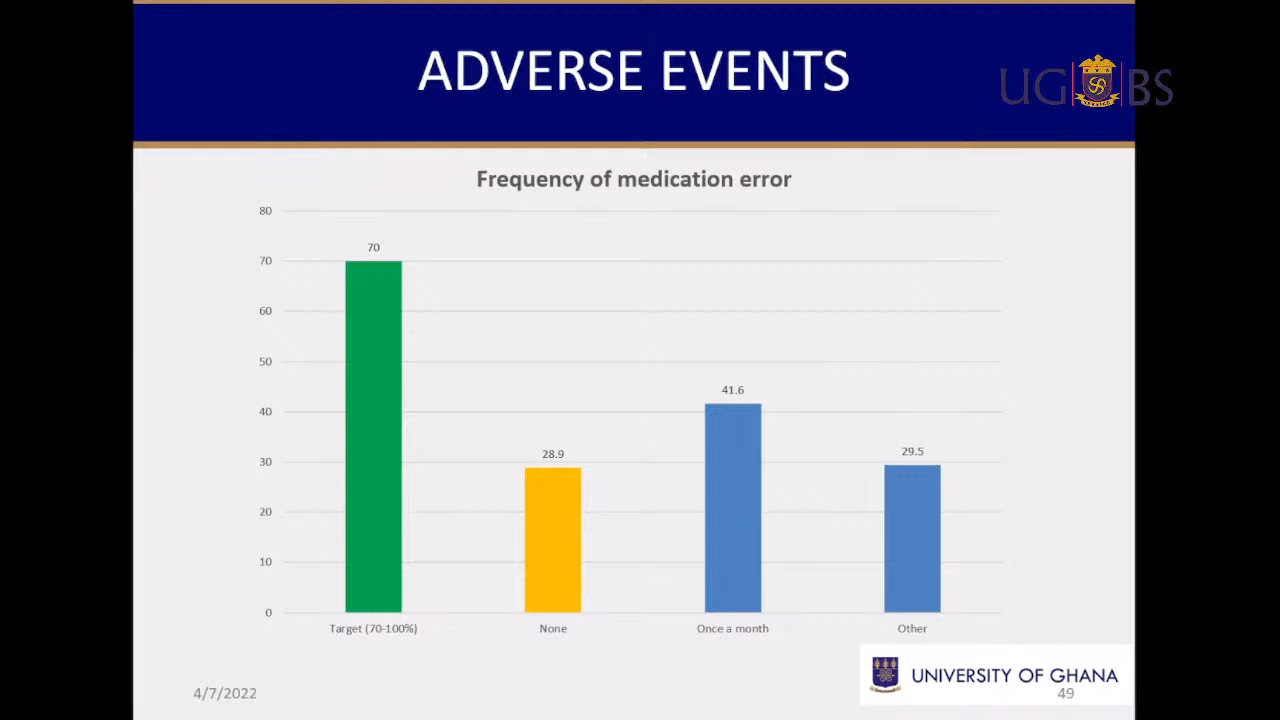 ADVERSE EVENTS
UG BS
Frequency of medication error
80
70
60
50
40
30
20
10
0
70
28.9
41.6
29.5
Target (70-100%)
None
Once a month
Other
4/7/2022
UNIVERSITY OF GHANA
49